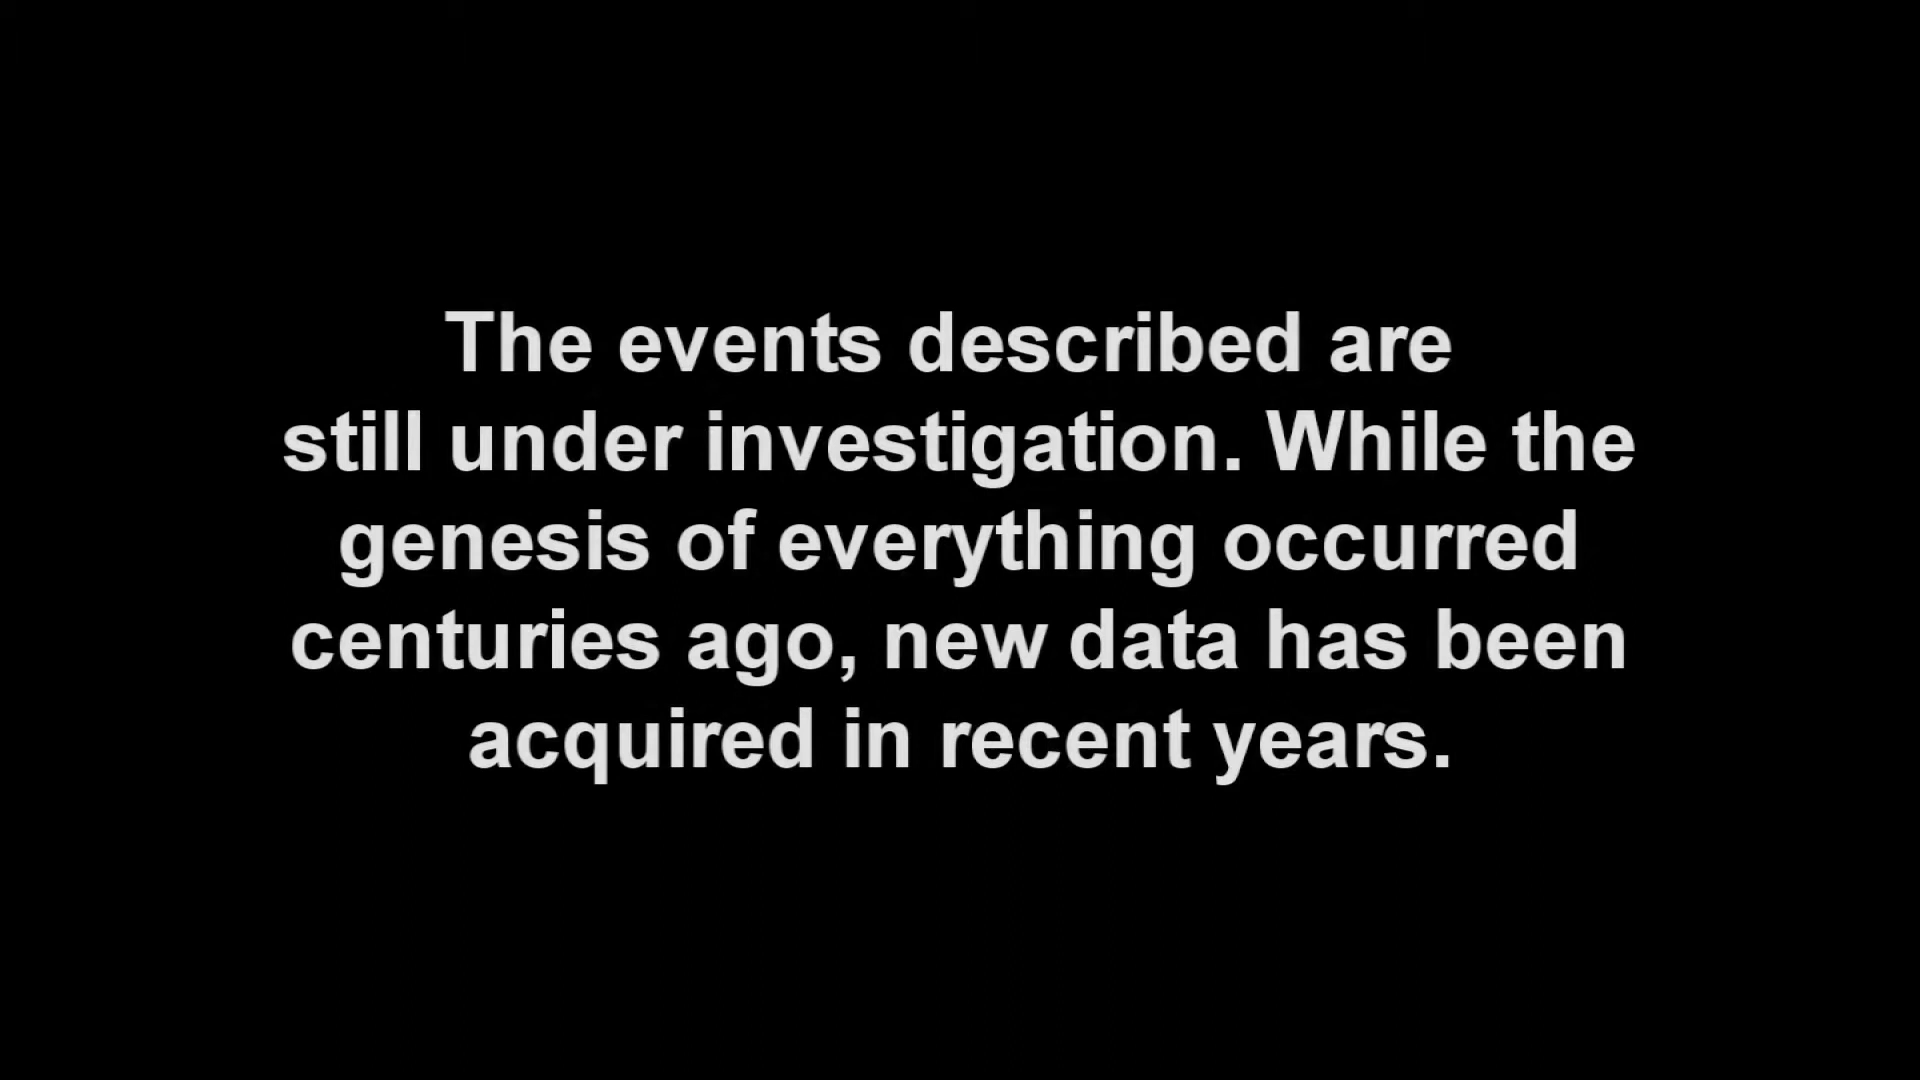 The events described are
still under investigation. While the
genesis of everything occurred
centuries ago, new data has been
acquired in recent years.